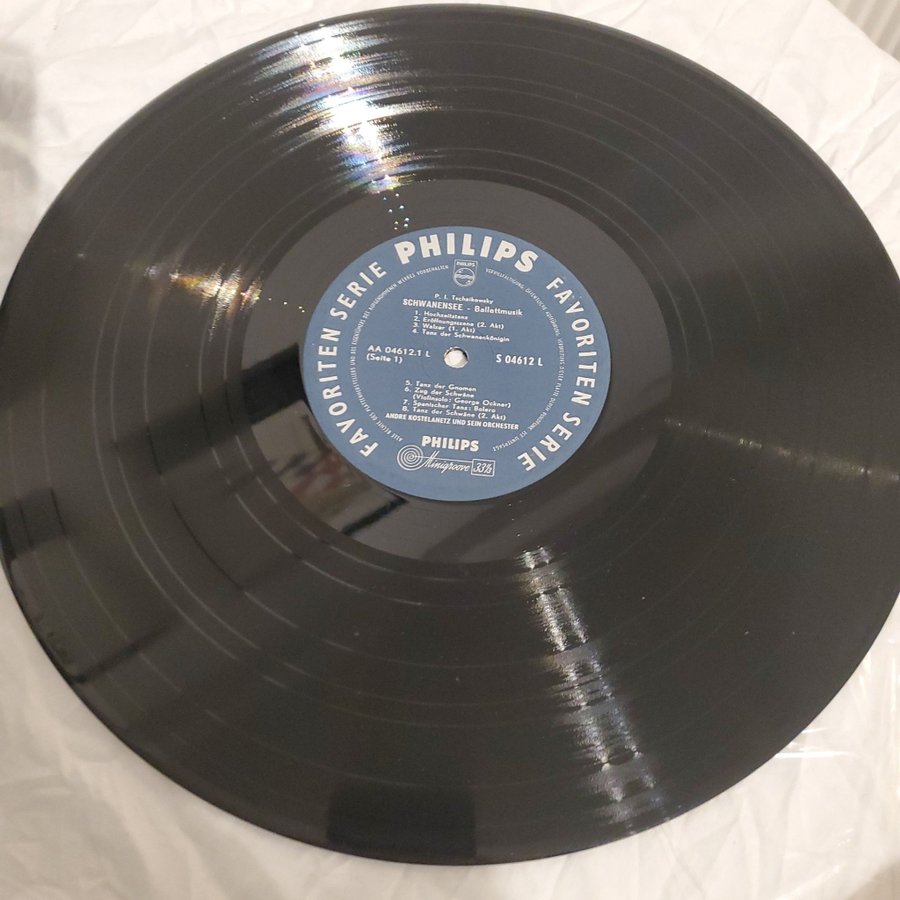 FAVORITEN SERIE PHILIPS FAVORITEN SERIE
PHILIPS
P. I. Tschaikowsky
SCHWANENSEE - Ballettmusik
1. Hochzeitstanz
2. Eröffnungsszene (2. Akt)
3. Walzer (1. Akt)
4. Tanz der Schwanenkönigin
AA 04612.1 L
(Seite 1)
S 04612 L
5. Tanz der Gnomen
6. Zug der Schwäne
(Violinsolo: George Ockner)
7. Spanischer Tanz: Bolero
8. Tanz der Schwäne (2. Akt)
ANDRE KOSTELANETZ UND SEIN ORCHESTER
PHILIPS
Minigroove 33⅓